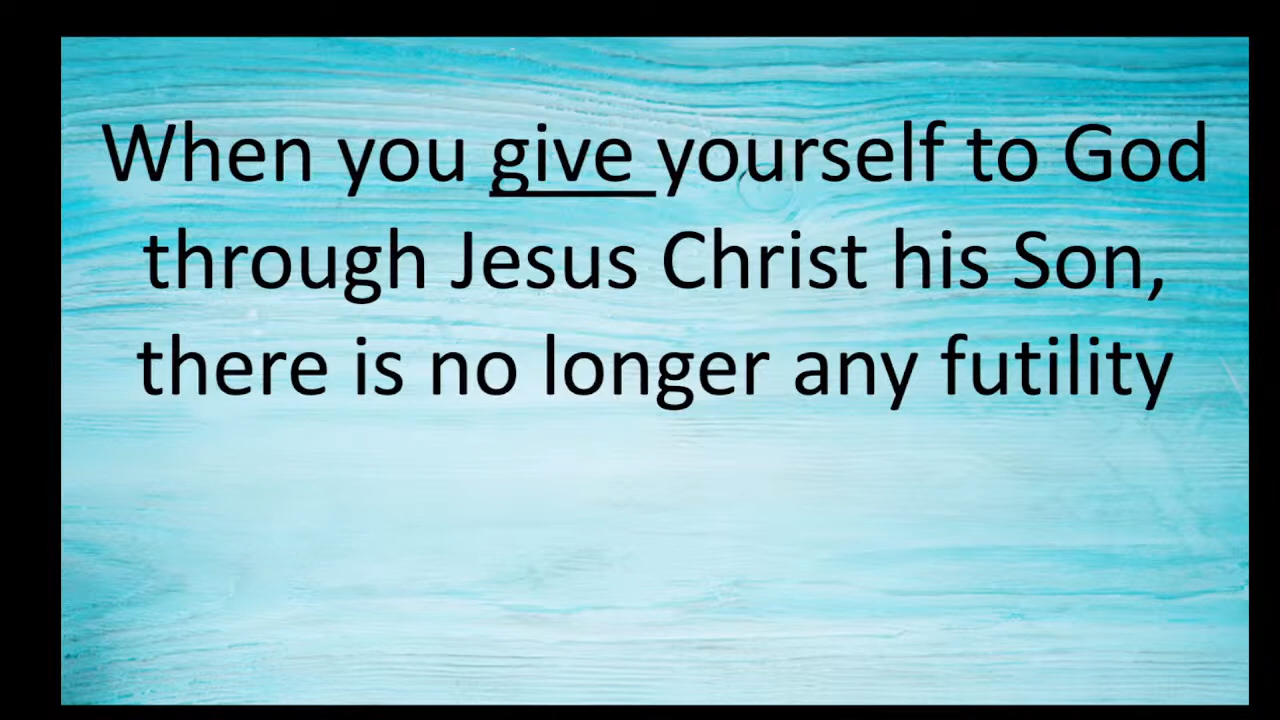 When you give yourself to God
through Jesus Christ his Son,
there is no longer any futility